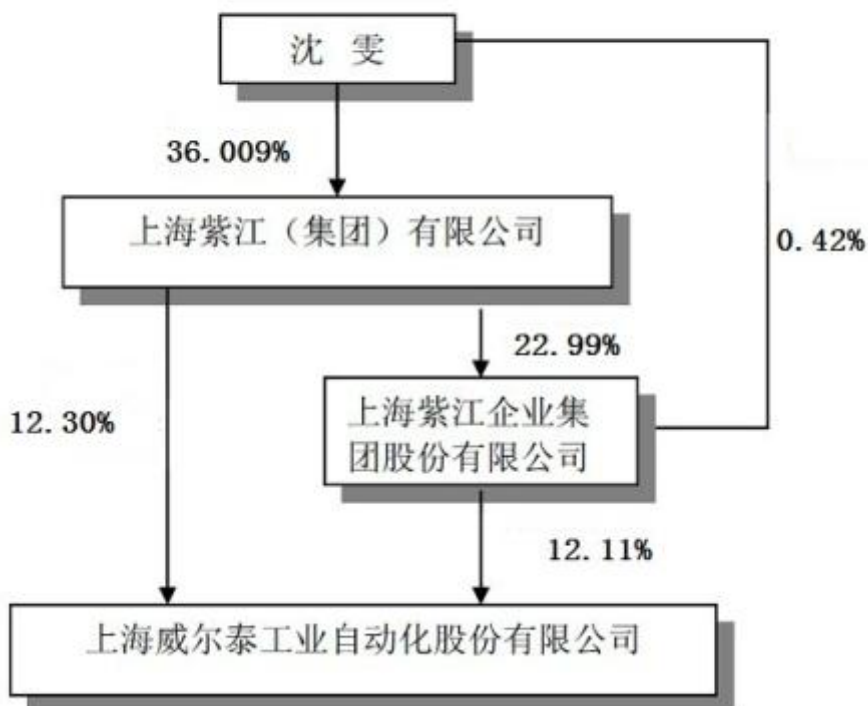 沈 雯
36.009%
上海紫江（集团）有限公司
0.42%
22.99%
上海紫江企业集
团股份有限公司
12.30%
12.11%
上海威尔泰工业自动化股份有限公司